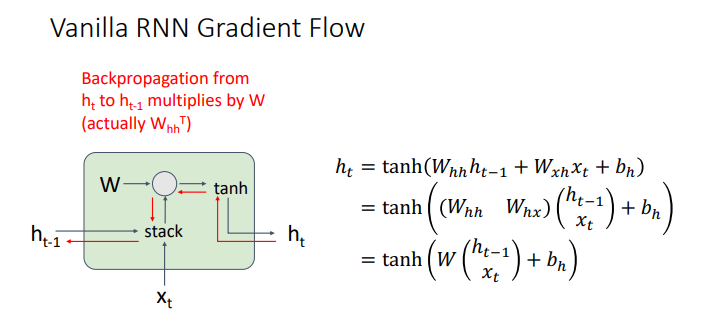 Vanilla RNN Gradient Flow
Backpropagation from
hₜ to hₜ₋₁ multiplies by W
(actually Wₕₕᵀ)
W
tanh
hₜ₋₁
stack
hₜ
xₜ
hₜ = tanh(Wₕₕhₜ₋₁ + Wₓₕxₜ + bₕ)
= tanh((Wₕₕ Wₕₓ)(hₜ₋₁ xₜ) + bₕ)
= tanh(W(hₜ₋₁ xₜ) + bₕ)